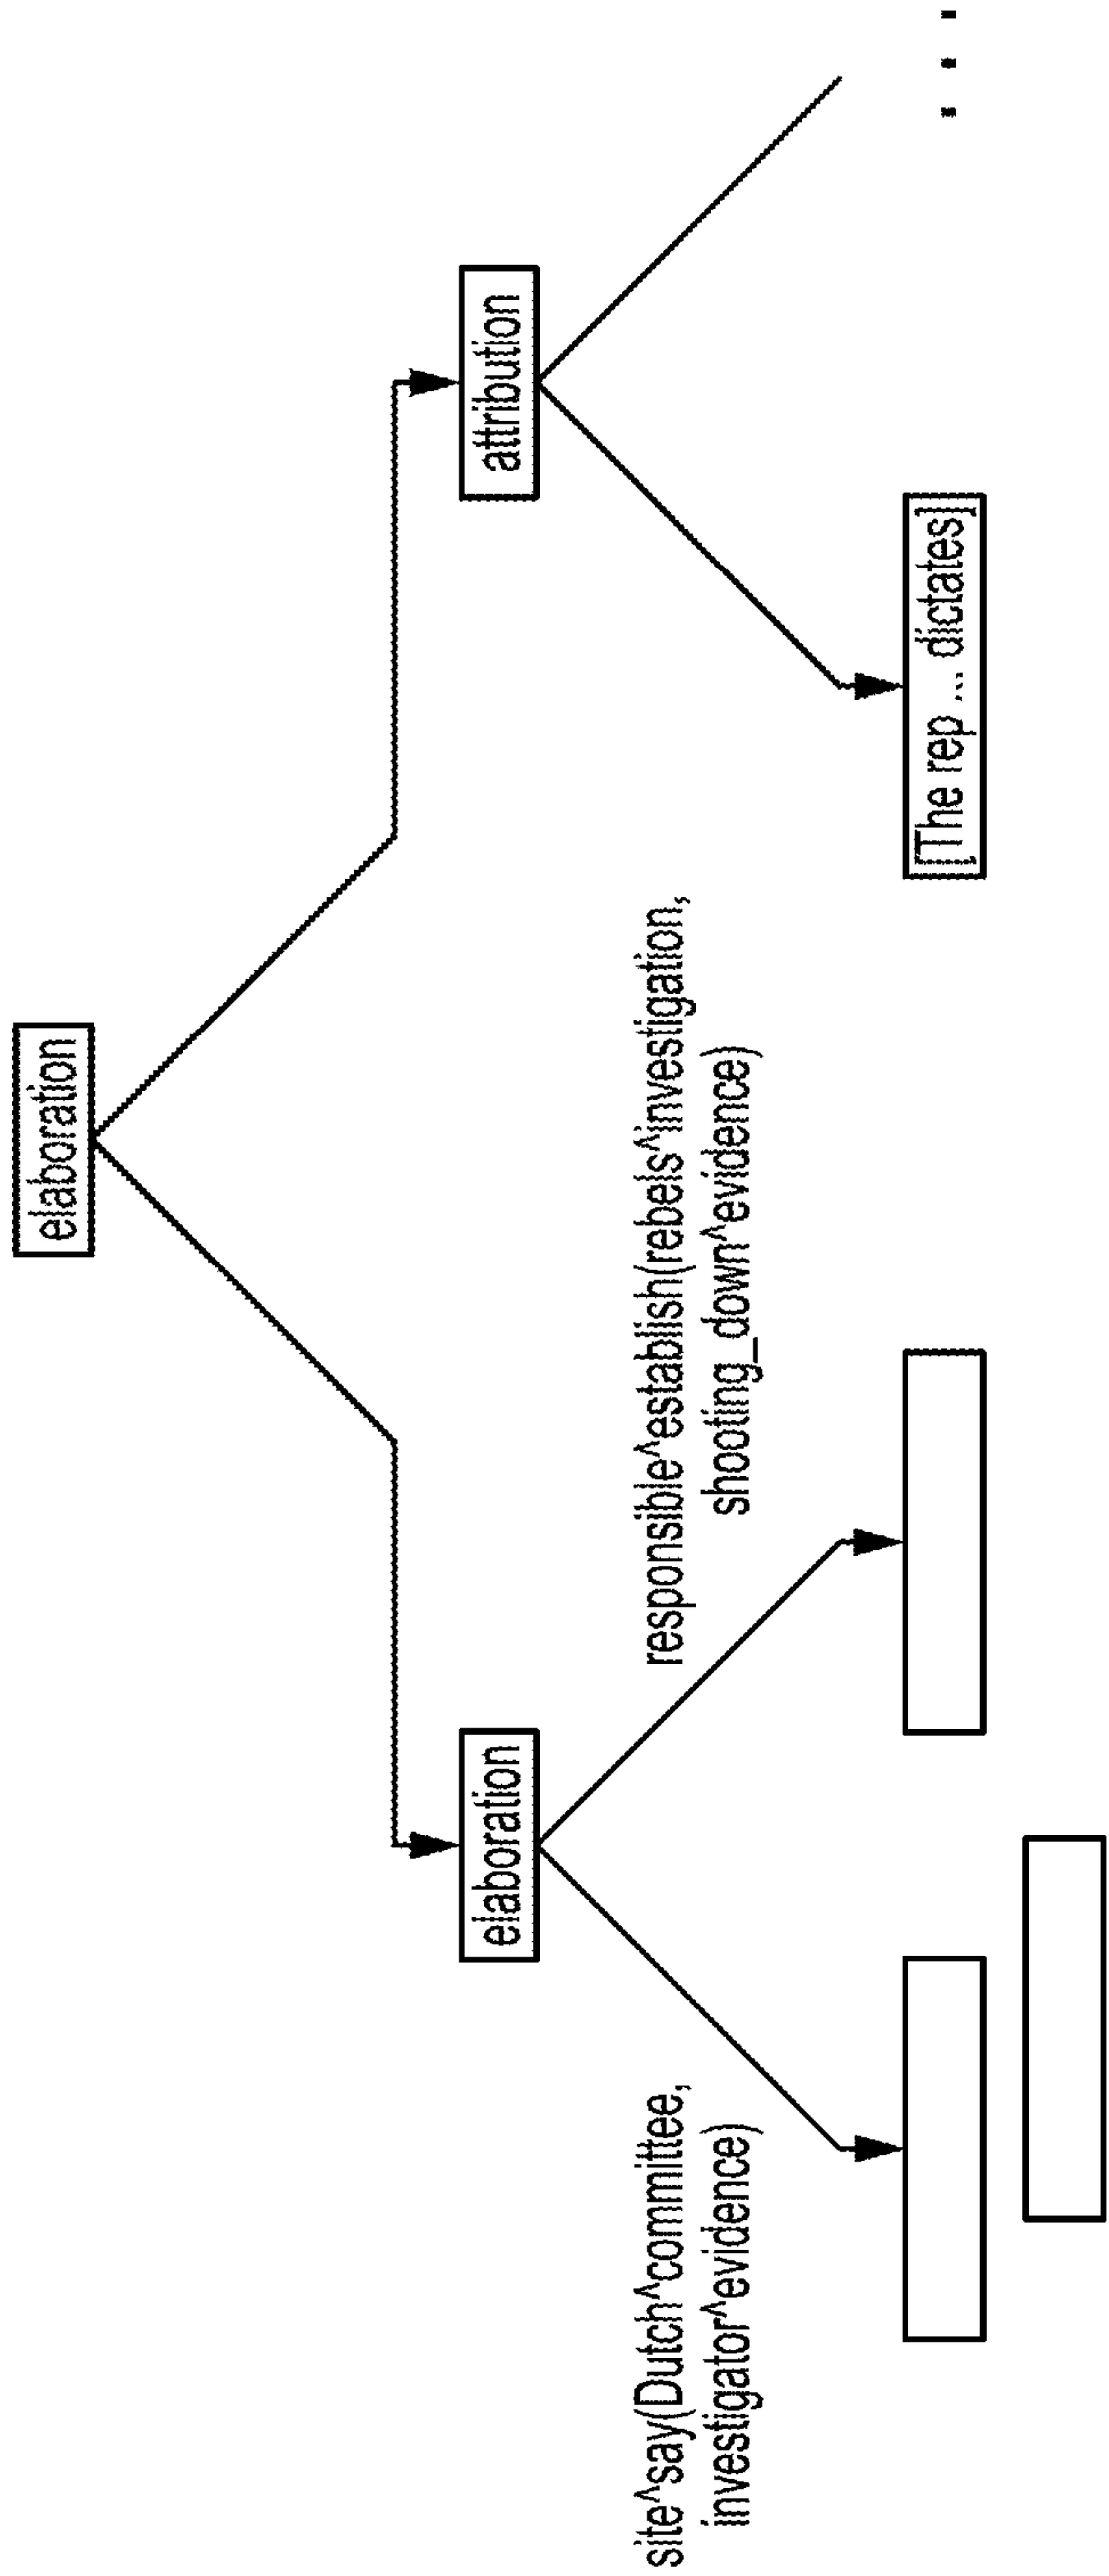 elaboration
elaboration
attribution
site^say(Dutch^committee,
investigator^evidence)
responsible^establish(rebels^investigation,
shooting_down^evidence)
[The rep ... dictates]
. . .